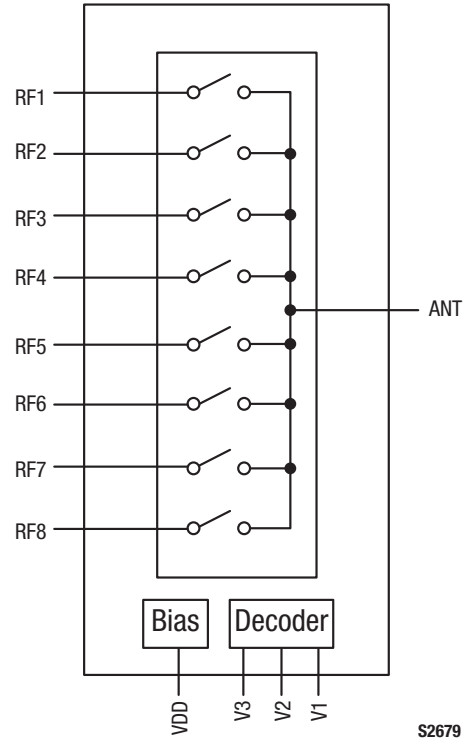 RF1
RF2
RF3
RF4
ANT
RF5
RF6
RF7
RF8
Bias
Decoder
VDD
V3
V2
V1
S2679